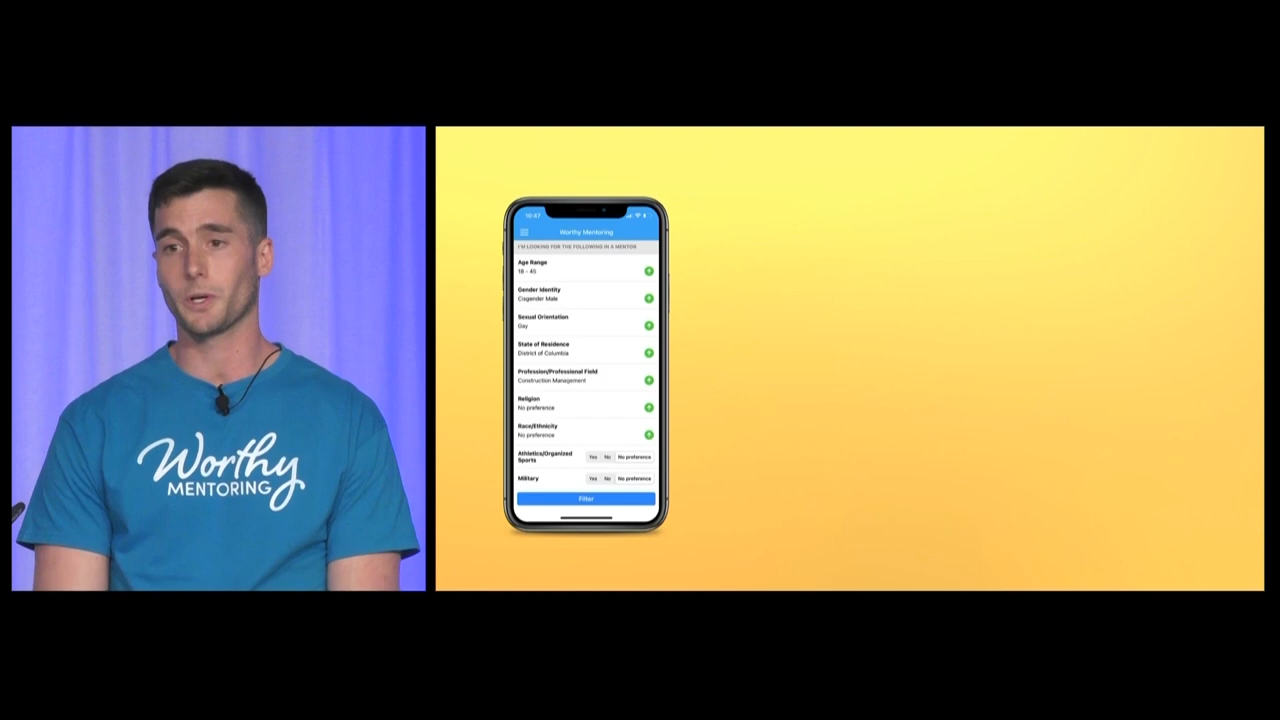 Worthy
MENTORING
10:47
Worthy Mentoring
I'M LOOKING FOR THE FOLLOWING IN A MENTOR
Age Range
18 - 45
Gender Identity
Cisgender Male
Sexual Orientation
Gay
State of Residence
District of Columbia
Profession/Professional Field
Construction Management
Religion
No preference
Race/Ethnicity
No preference
Athletics/Organized
Sports
Yes No No preference
Military
Yes No No preference
Filter